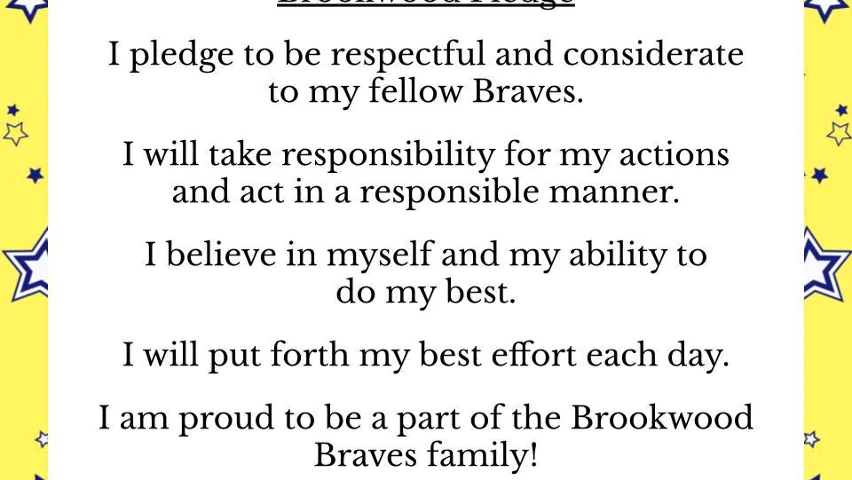 Brookwood Pledge
I pledge to be respectful and considerate
to my fellow Braves.
I will take responsibility for my actions
and act in a responsible manner.
I believe in myself and my ability to
do my best.
I will put forth my best effort each day.
I am proud to be a part of the Brookwood
Braves family!